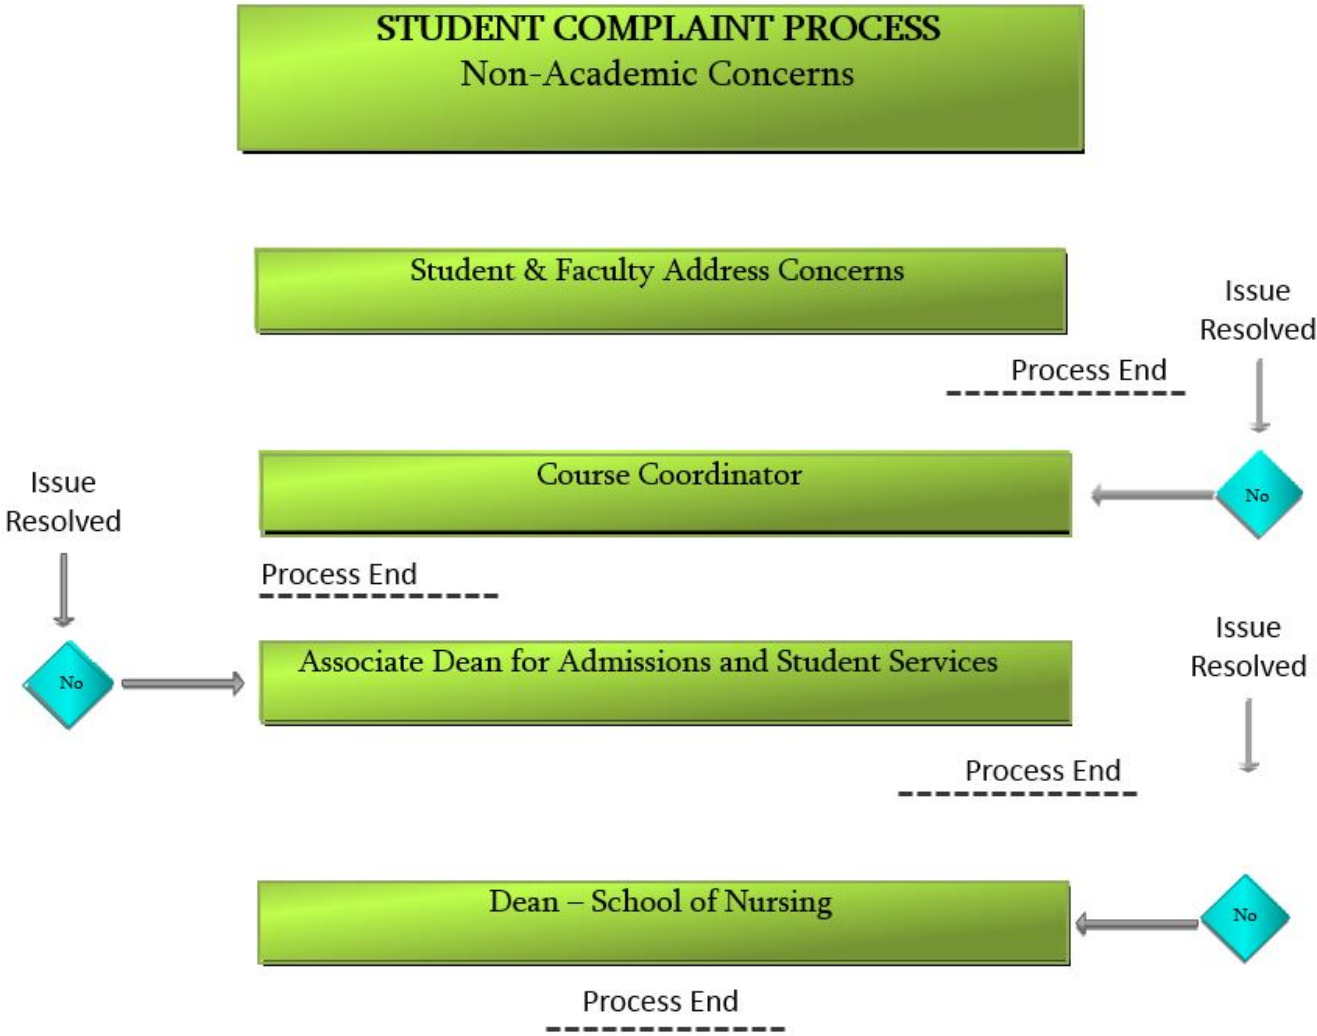 STUDENT COMPLAINT PROCESS
Non-Academic Concerns
Student & Faculty Address Concerns
Issue
Resolved
Process End
Course Coordinator
No
Issue
Resolved
Process End
No
Associate Dean for Admissions and Student Services
Issue
Resolved
Process End
Dean – School of Nursing
No
Process End